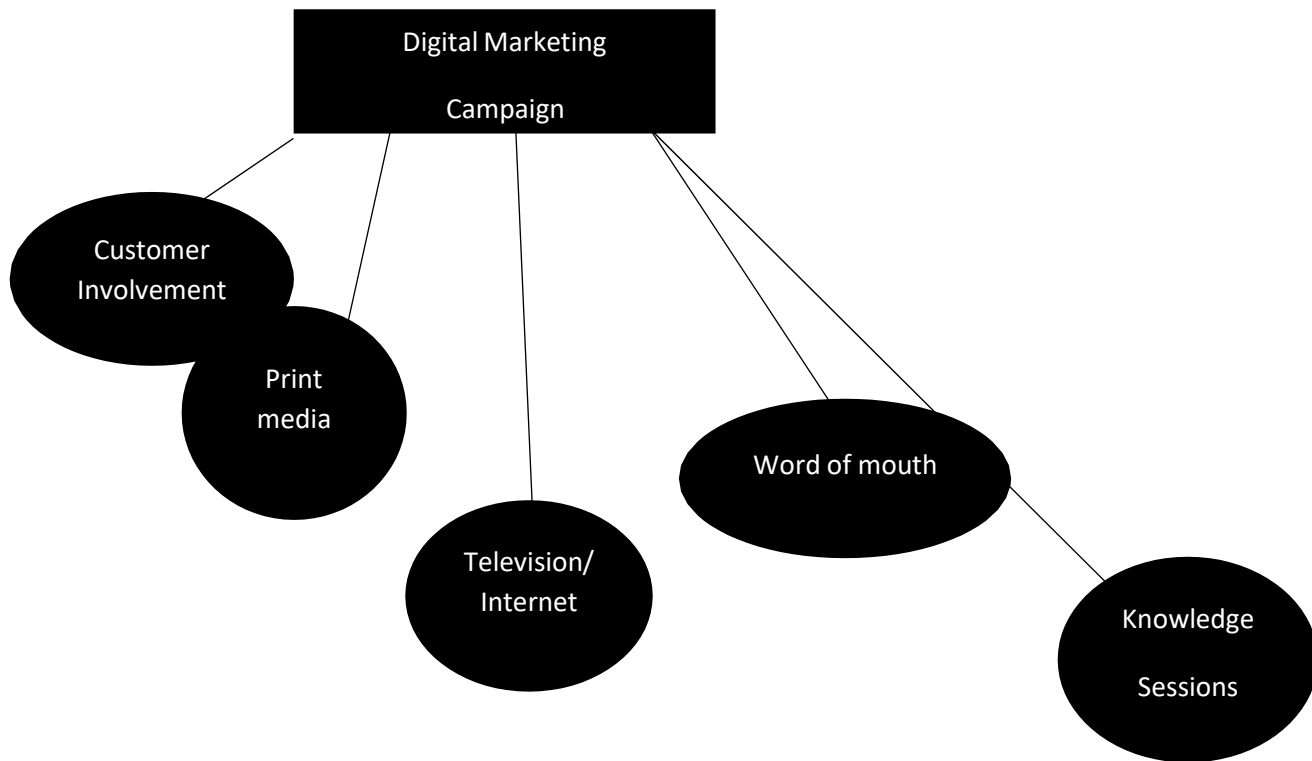 Digital Marketing
Campaign
Customer
Involvement
Print
media
Television/
Internet
Word of mouth
Knowledge
Sessions